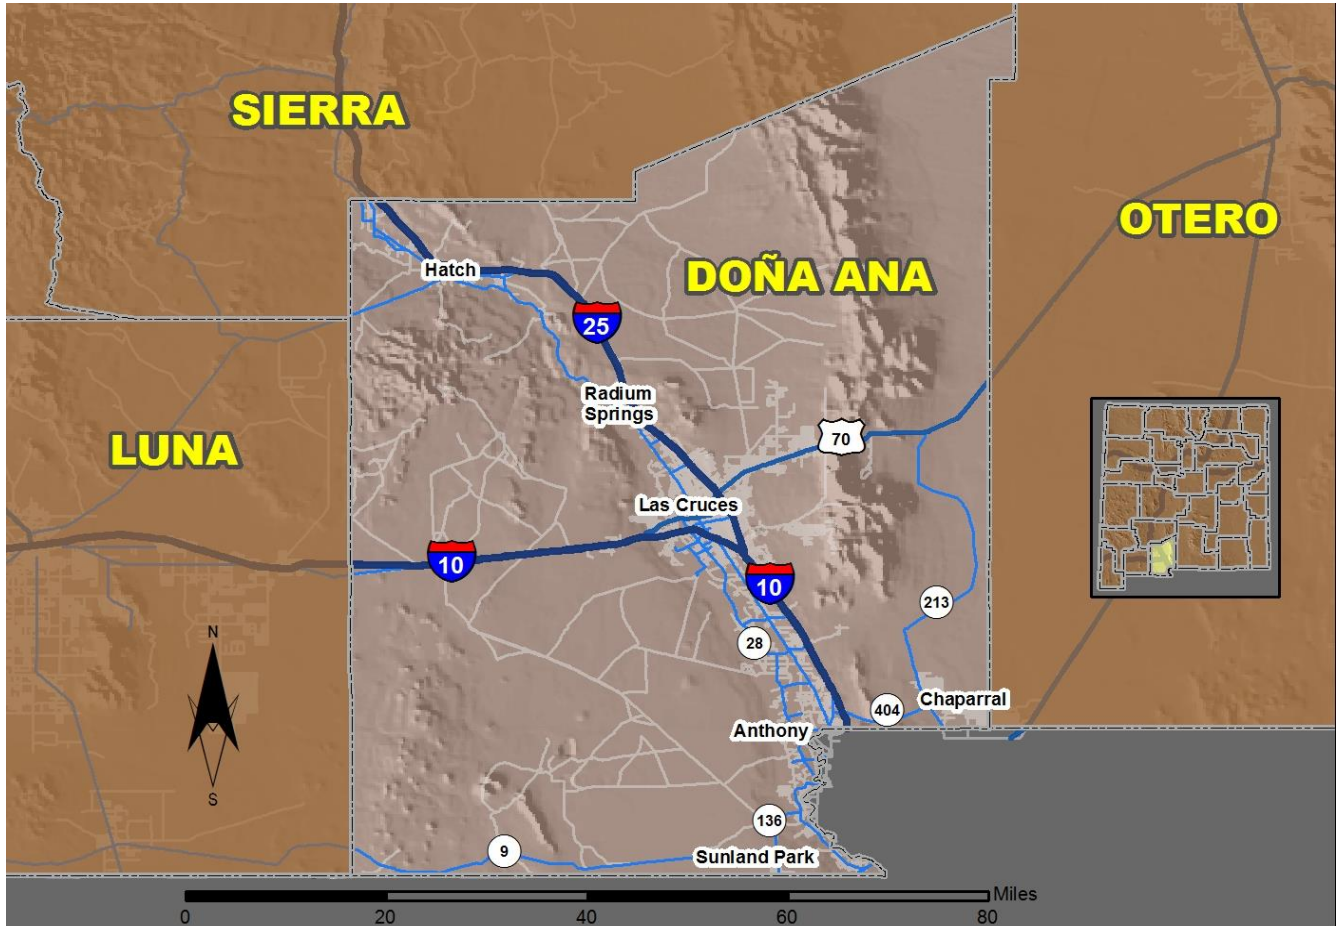 SIERRA
OTERO
Hatch
DOÑA ANA
25
Radium
Springs
LUNA
70
Las Cruces
10
10
213
N
28
Chaparral
404
Anthony
S
136
9
Sunland Park
Miles
0 20 40 60 80